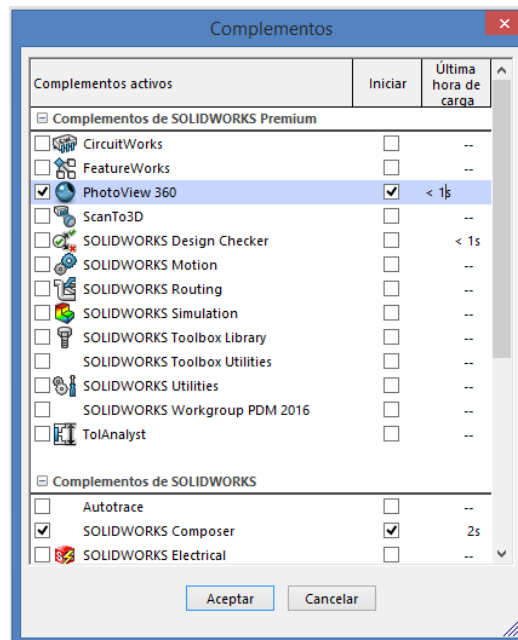 Complementos
Complementos activos Iniciar Última hora de carga
Complementos de SOLIDWORKS Premium
CircuitWorks --
FeatureWorks --
PhotoView 360 < 1s
ScanTo3D --
SOLIDWORKS Design Checker < 1s
SOLIDWORKS Motion --
SOLIDWORKS Routing --
SOLIDWORKS Simulation --
SOLIDWORKS Toolbox Library --
SOLIDWORKS Toolbox Utilities --
SOLIDWORKS Utilities --
SOLIDWORKS Workgroup PDM 2016 --
TolAnalyst --
Complementos de SOLIDWORKS
Autotrace --
SOLIDWORKS Composer 2s
SOLIDWORKS Electrical --
Aceptar Cancelar